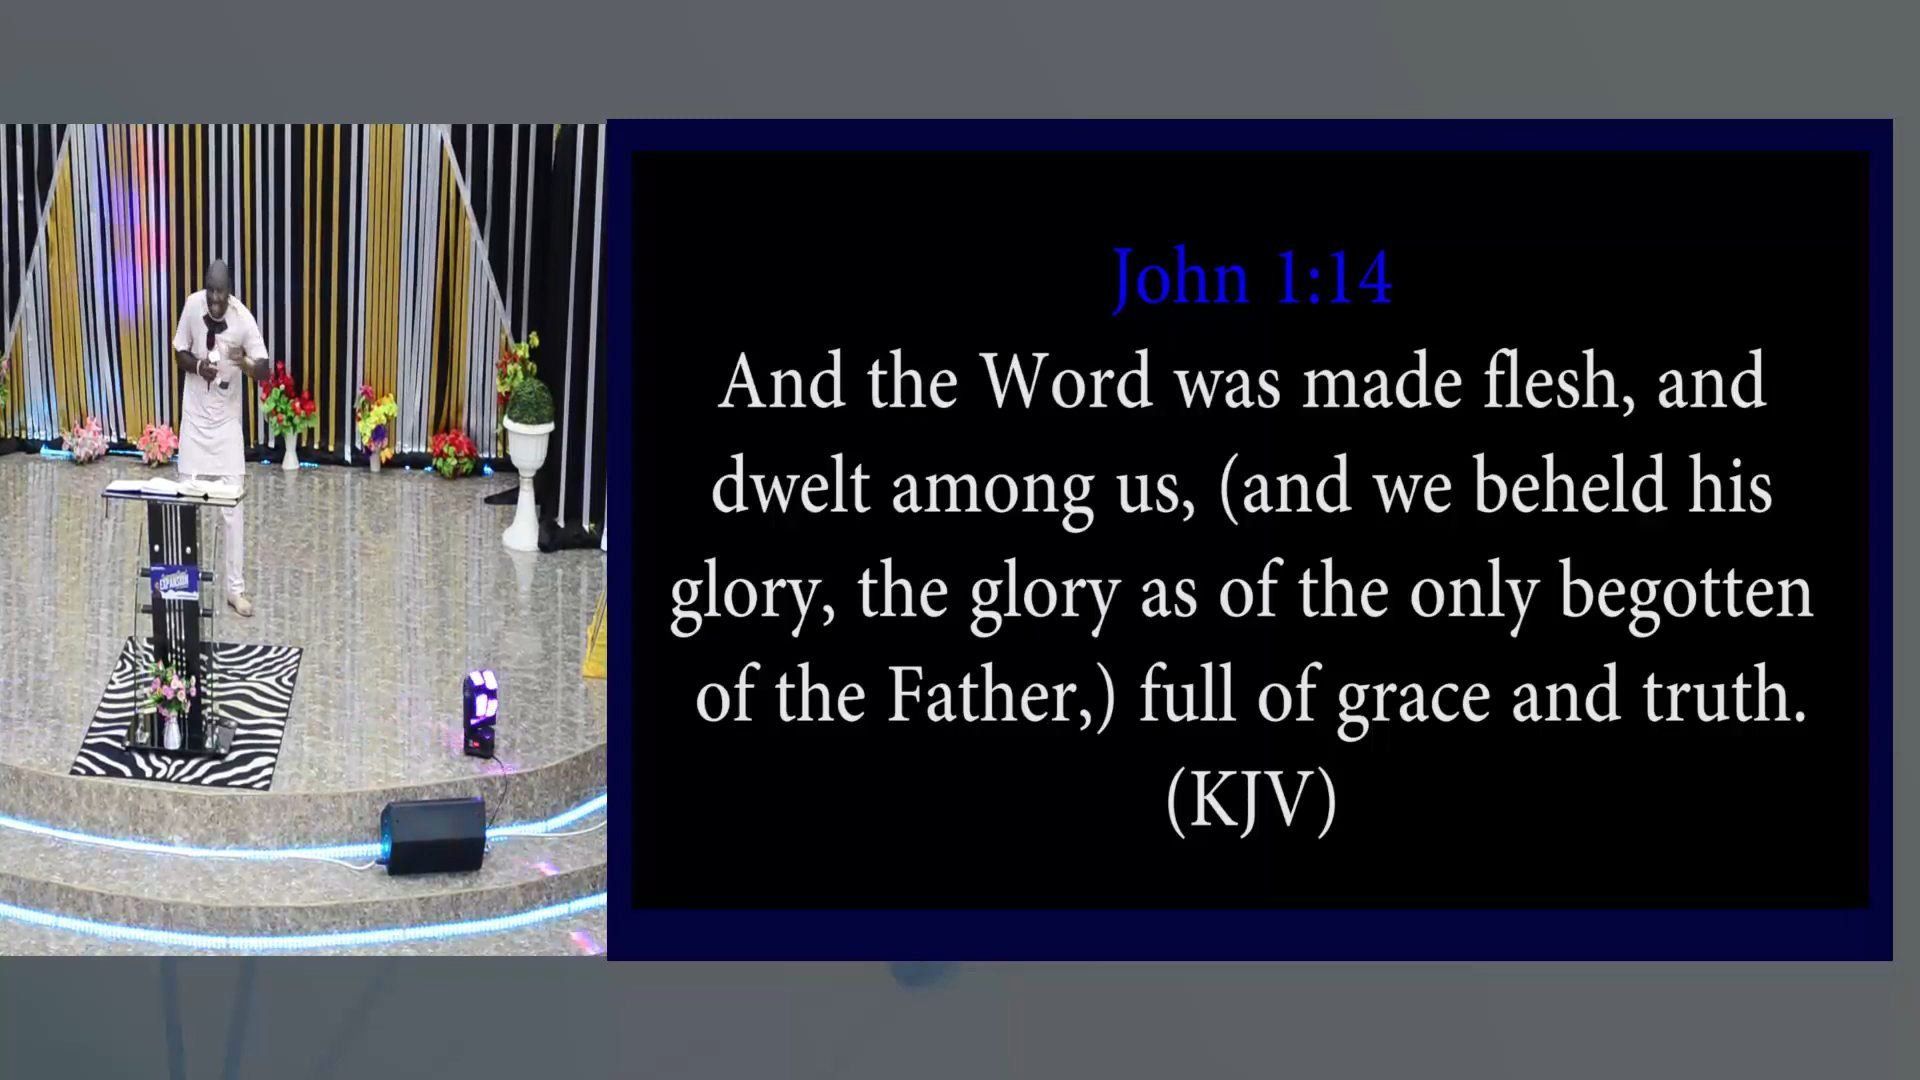 EXPANSION
John 1:14
And the Word was made flesh, and
dwelt among us, (and we beheld his
glory, the glory as of the only begotten
of the Father,) full of grace and truth.
(KJV)